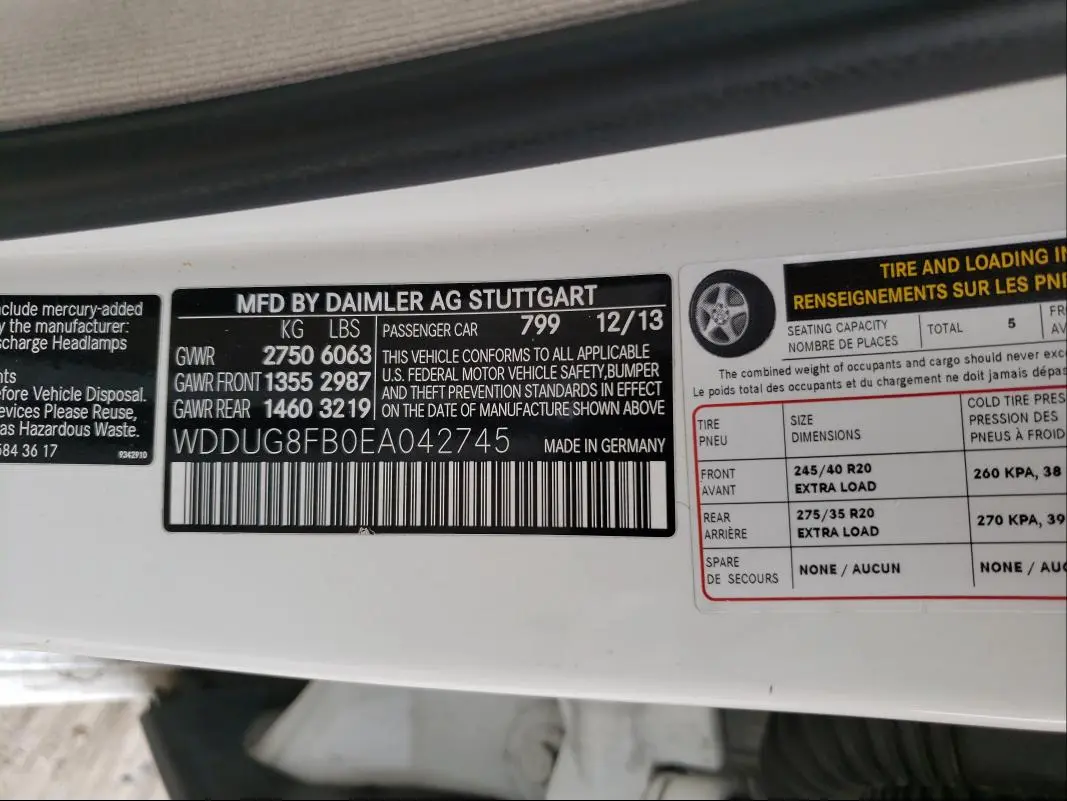 nclude mercury-added
y the manufacturer:
scharge Headlamps
nts
efore Vehicle Disposal.
evices Please Reuse,
as Hazardous Waste.
584 36 17
9342910
MFD BY DAIMLER AG STUTTGART
KG LBS
GVWR 2750 6063
GAWR FRONT 1355 2987
GAWR REAR 1460 3219
PASSENGER CAR 799 12/13
THIS VEHICLE CONFORMS TO ALL APPLICABLE
U.S. FEDERAL MOTOR VEHICLE SAFETY,BUMPER
AND THEFT PREVENTION STANDARDS IN EFFECT
ON THE DATE OF MANUFACTURE SHOWN ABOVE
WDDUG8FB0EA042745 MADE IN GERMANY
TIRE AND LOADING IN
RENSEIGNEMENTS SUR LES PNE
SEATING CAPACITY
NOMBRE DE PLACES
TOTAL 5
FR
AV
The combined weight of occupants and cargo should never exc
Le poids total des occupants et du chargement ne doit jamais dépas
TIRE
PNEU
SIZE
DIMENSIONS
COLD TIRE PRES
PRESSION DES
PNEUS À FROID
FRONT
AVANT
245/40 R20
EXTRA LOAD
260 KPA, 38
REAR
ARRIÈRE
275/35 R20
EXTRA LOAD
270 KPA, 39
SPARE
DE SECOURS
NONE / AUCUN
NONE / AUC